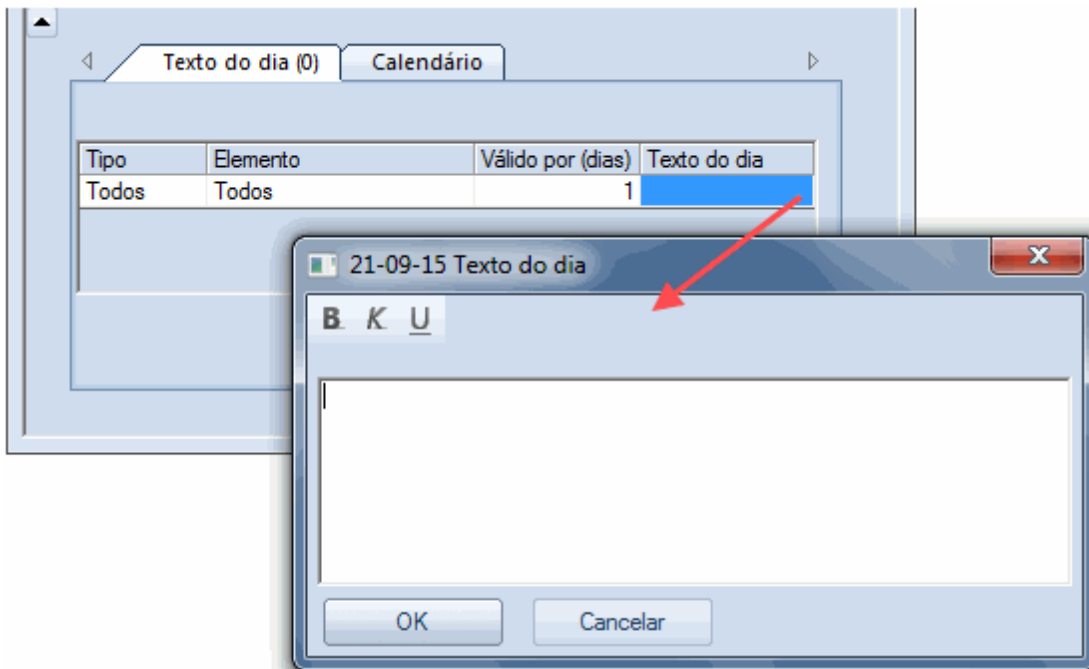 Texto do dia (0) Calendário
Tipo Elemento Válido por (dias) Texto do dia
Todos Todos 1
21-09-15 Texto do dia
B K U
OK Cancelar